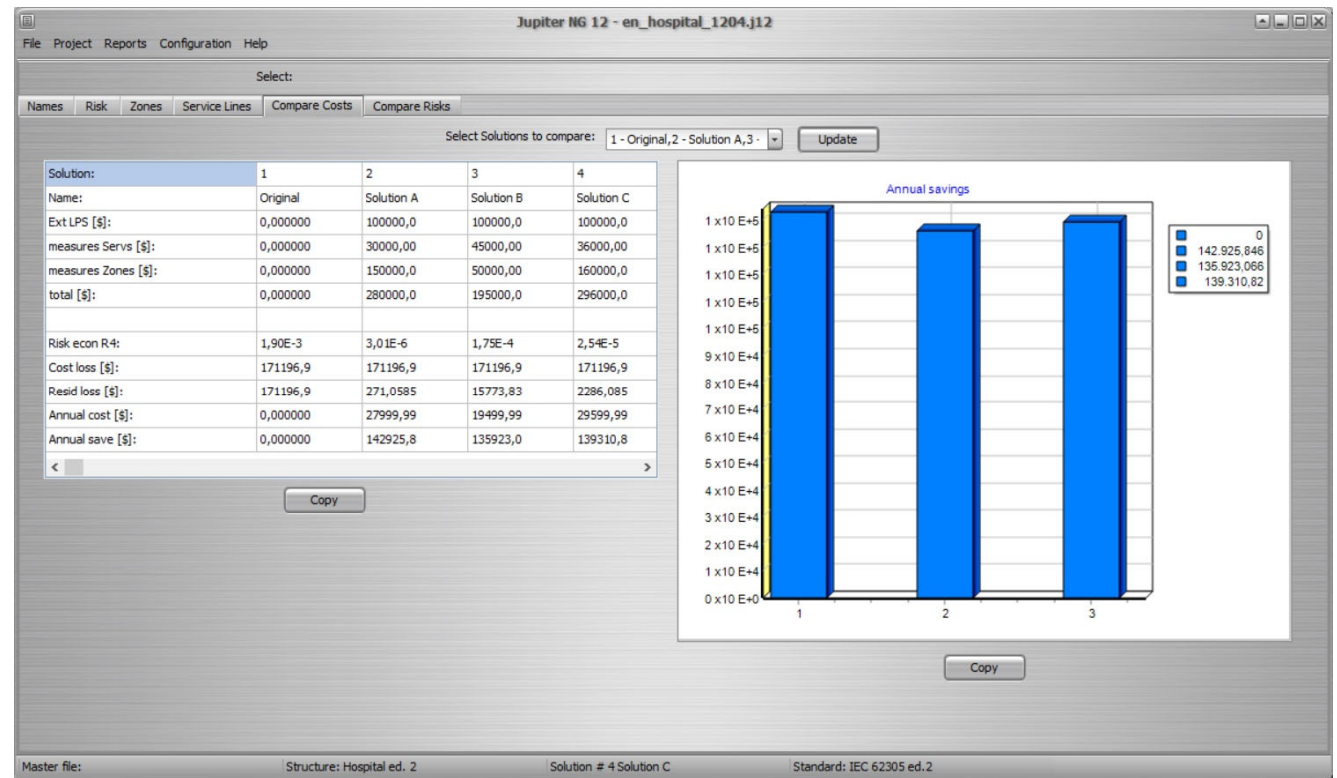 Jupiter NG 12 - en_hospital_1204.j12
File Project Reports Configuration Help
Select:
Names Risk Zones Service Lines Compare Costs Compare Risks
Select Solutions to compare: 1 - Original,2 - Solution A,3 - Update
Solution: 1 2 3 4
Name: Original Solution A Solution B Solution C
Ext LPS [$]: 0,000000 100000,0 100000,0 100000,0
measures Servs [$]: 0,000000 30000,00 45000,00 36000,00
measures Zones [$]: 0,000000 150000,0 50000,00 160000,0
total [$]: 0,000000 280000,0 195000,0 296000,0
Risk econ R4: 1,90E-3 3,01E-6 1,75E-4 2,54E-5
Cost loss [$]: 171196,9 171196,9 171196,9 171196,9
Resid loss [$]: 171196,9 271,0585 15773,83 2286,085
Annual cost [$]: 0,000000 27999,99 19499,99 29599,99
Annual save [$]: 0,000000 142925,8 135923,0 139310,8
Copy
Annual savings
1 x10 E+5
1 x10 E+5
1 x10 E+5
1 x10 E+5
1 x10 E+5
9 x10 E+4
8 x10 E+4
7 x10 E+4
6 x10 E+4
5 x10 E+4
4 x10 E+4
3 x10 E+4
2 x10 E+4
1 x10 E+4
0 x10 E+0
1 2 3
0
142.925,846
135.923,066
139.310,82
Copy
Master file: Structure: Hospital ed. 2 Solution # 4 Solution C Standard: IEC 62305 ed.2